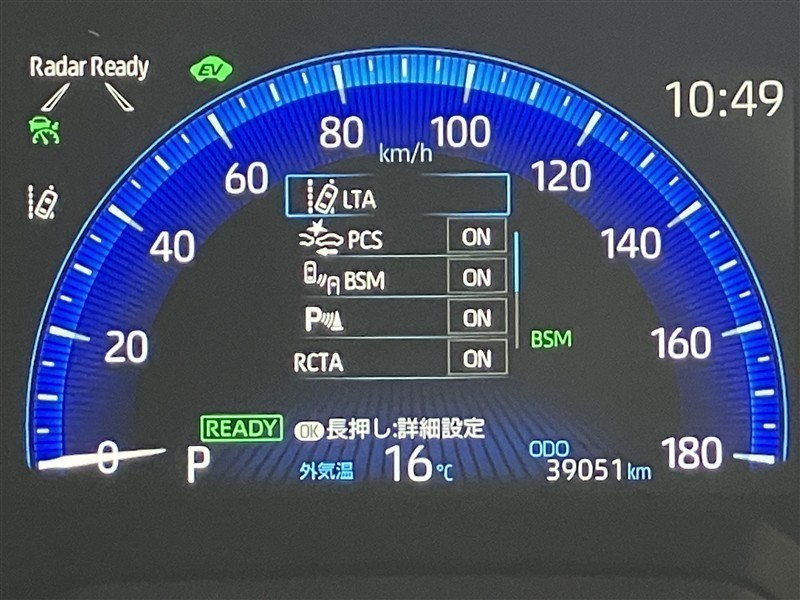 Radar Ready
EV
10:49
80
100
km/h
60
120
LTA
40
PCS ON
140
BSM ON
P ON
20
BSM
160
RCTA ON
READY
OK 長押し:詳細設定
0
P
外気温 16℃
ODO
39051km
180